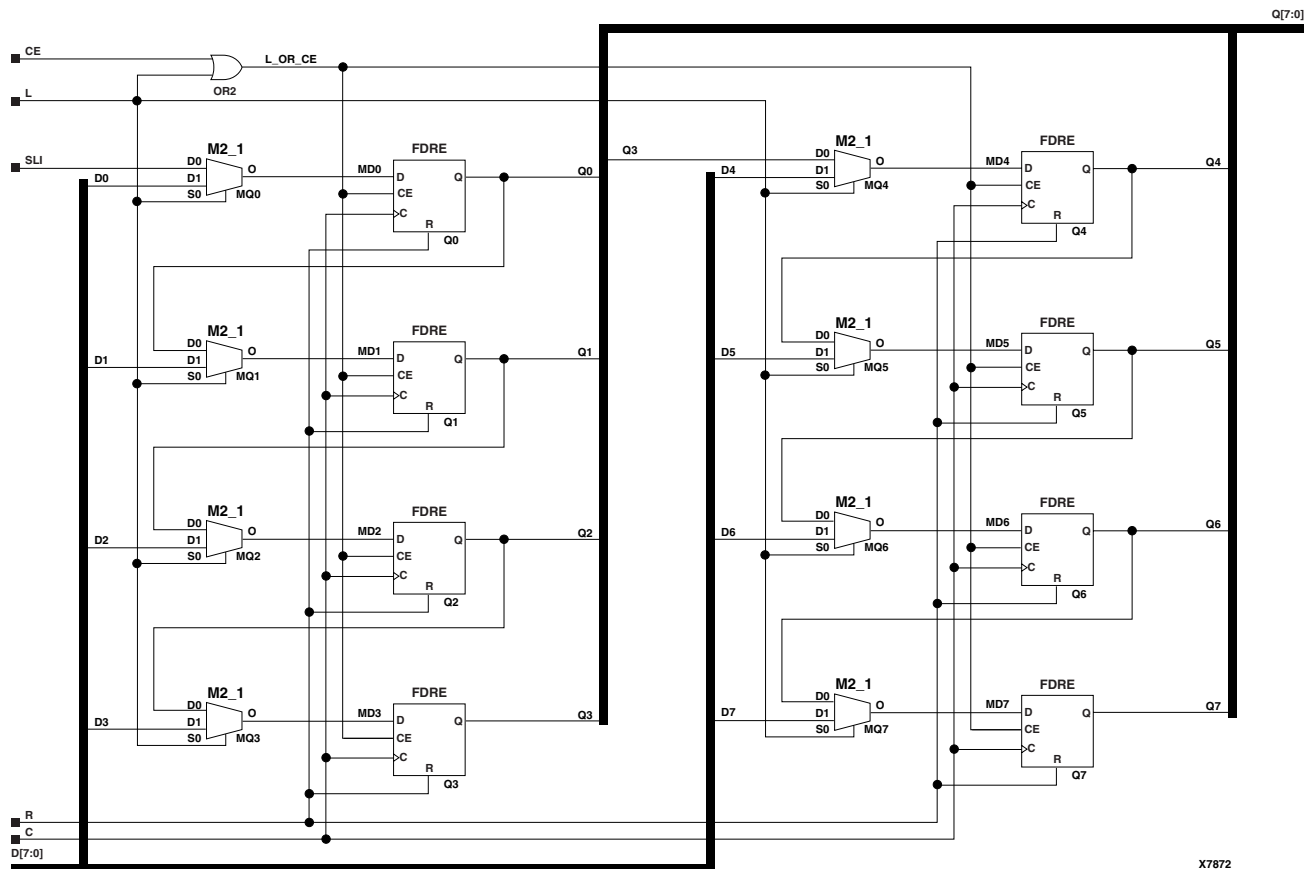 Q[7:0]
CE
L_OR_CE
OR2
L
SLI
M2_1
D0
D0
D1
S0
O
MQ0
MD0
FDRE
D
CE
C
R
Q
Q0
Q0
M2_1
D0
D1
D1
S0
O
MQ1
MD1
FDRE
D
CE
C
R
Q
Q1
Q1
M2_1
D0
D2
D1
S0
O
MQ2
MD2
FDRE
D
CE
C
R
Q
Q2
Q2
M2_1
D0
D3
D1
S0
O
MQ3
MD3
FDRE
D
CE
C
R
Q
Q3
Q3
Q3
M2_1
D0
D4
D1
S0
O
MQ4
MD4
FDRE
D
CE
C
R
Q
Q4
Q4
M2_1
D0
D5
D1
S0
O
MQ5
MD5
FDRE
D
CE
C
R
Q
Q5
Q5
M2_1
D0
D6
D1
S0
O
MQ6
MD6
FDRE
D
CE
C
R
Q
Q6
Q6
M2_1
D0
D7
D1
S0
O
MQ7
MD7
FDRE
D
CE
C
R
Q
Q7
Q7
R
C
D[7:0]
X7872